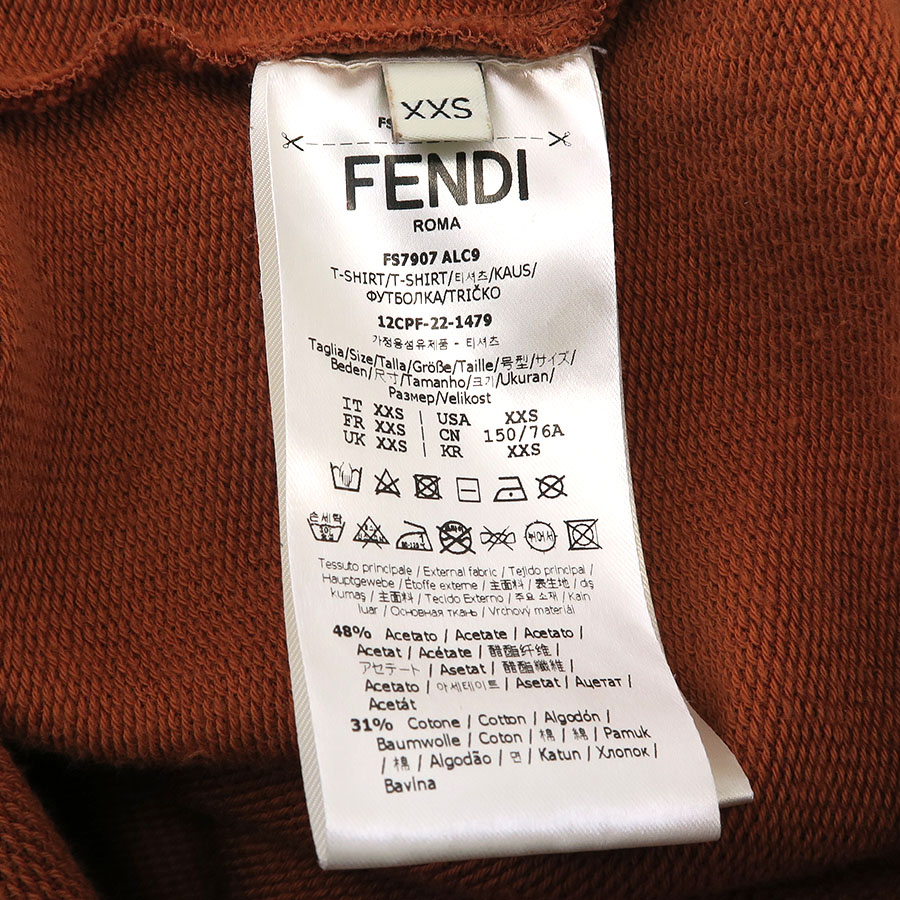 XXS
FS
FENDI
ROMA
FS7907 ALC9
T-SHIRT/T-SHIRT/티셔츠/KAUS/
ФУТБОЛКА/TRIČKO
12CPF-22-1479
가정용섬유제품 - 티셔츠
Taglia/Size/Talla/Größe/Taille/号型/サイズ/
Beden/尺寸/Tamanho/크기/Ukuran/
Размер/Velikost
IT XXS | USA XXS
FR XXS | CN 150/76A
UK XXS | KR XXS
손세탁
Tessuto principale / External fabric / Tejido principal /
Hauptgewebe / Étoffe externe / 主面料 / 表生地 / dış
kumaş / 主面料 / Tecido Externo / 주요 소재 / Kain
luar / Основная ткань / Vrchový materiál
48% Acetato / Acetate / Acetato /
Acetat / Acétate / 醋酯纤维 /
アセテート / Asetat / 醋酯纖維 /
Acetato / 아세테이트 / Asetat / Ацетат /
Acetát
31% Cotone / Cotton / Algodón /
Baumwolle / Coton / 棉 / 綿 / Pamuk
/ 棉 / Algodão / 면 / Katun / Хлопок /
Bavlna